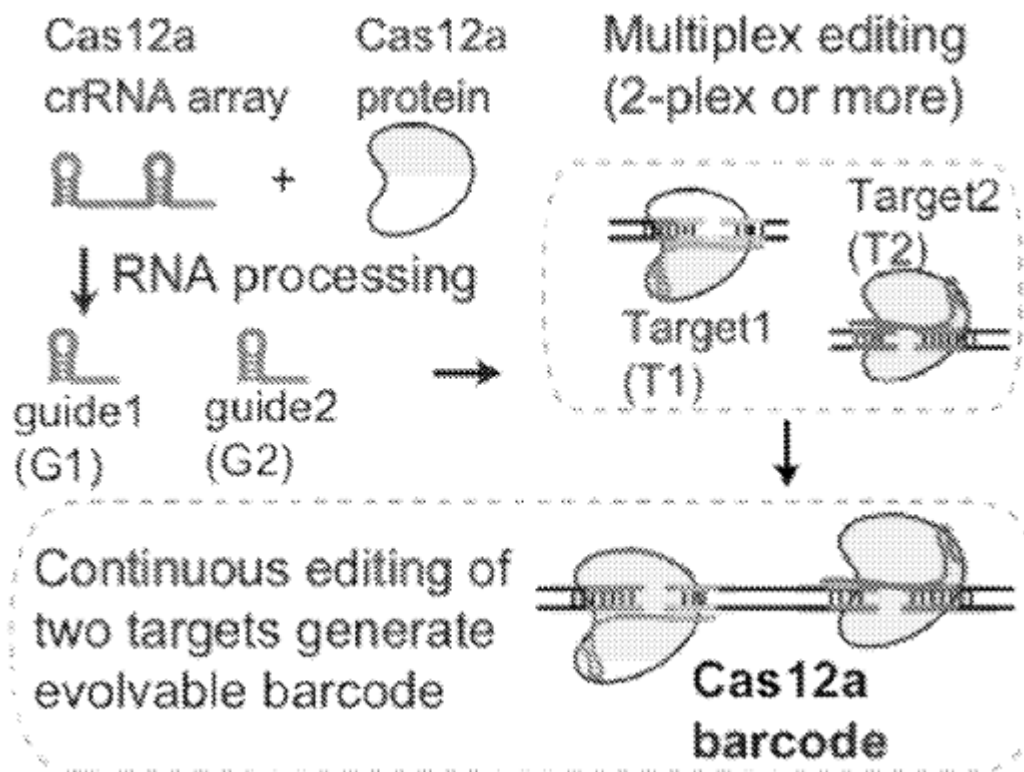 Cas12a
crRNA array
+
Cas12a
protein
RNA processing
guide1
(G1)
guide2
(G2)
Multiplex editing
(2-plex or more)
Target1
(T1)
Target2
(T2)
Continuous editing of
two targets generate
evolvable barcode
Cas12a
barcode